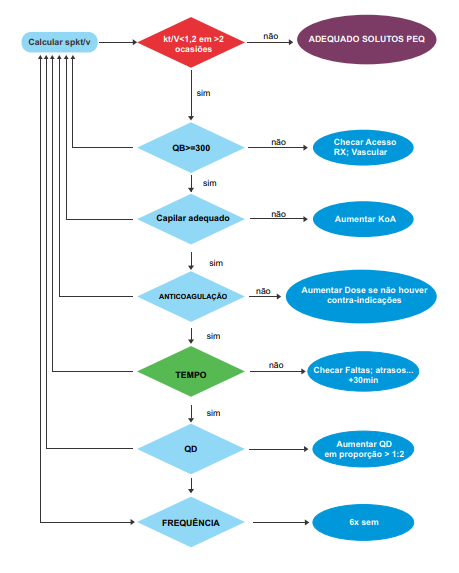 Calcular spkt/v
kt/V<1,2 em >2
ocasiões
não
ADEQUADO SOLUTOS PEQ
sim
QB>=300
não
Checar Acesso
RX; Vascular
sim
Capilar adequado
não
Aumentar KoA
sim
ANTICOAGULAÇÃO
não
Aumentar Dose se não houver
contra-indicações
sim
TEMPO
não
Checar Faltas; atrasos...
+30min
sim
QD
Aumentar QD
em proporção > 1:2
FREQUÊNCIA
6x sem